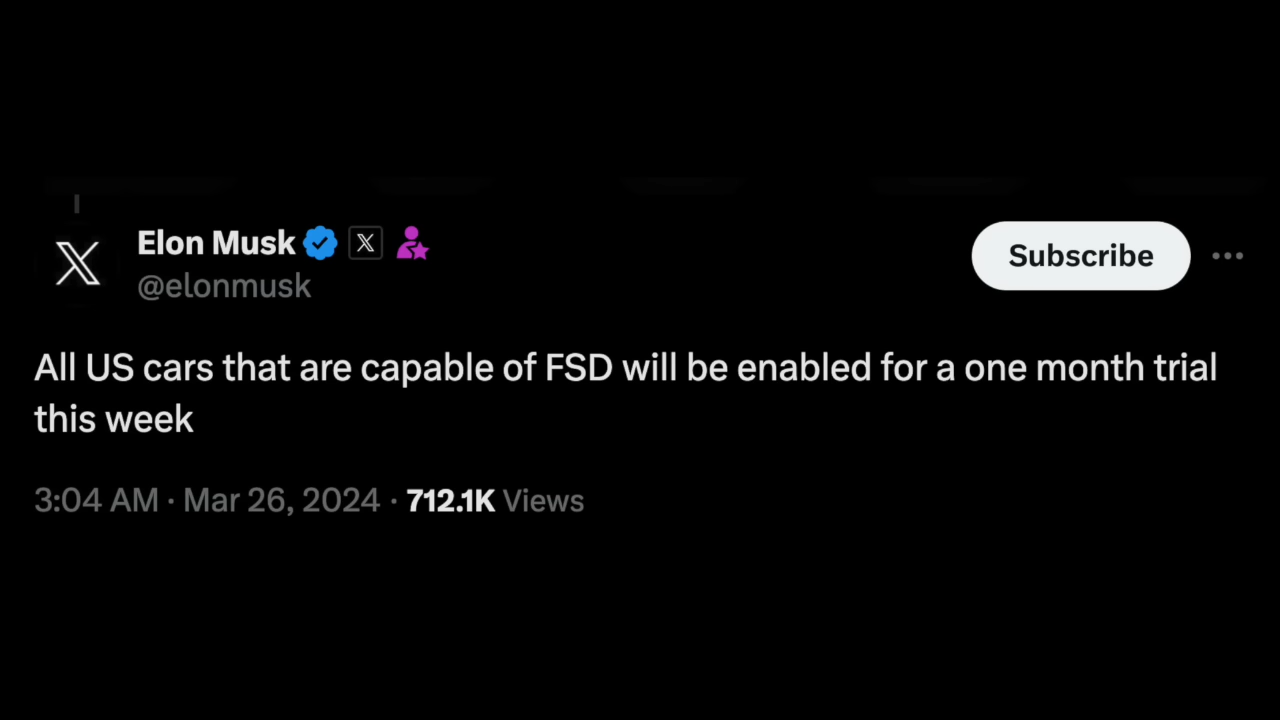 Elon Musk
@elonmusk
Subscribe
All US cars that are capable of FSD will be enabled for a one month trial
this week
3:04 AM · Mar 26, 2024 · 712.1K Views